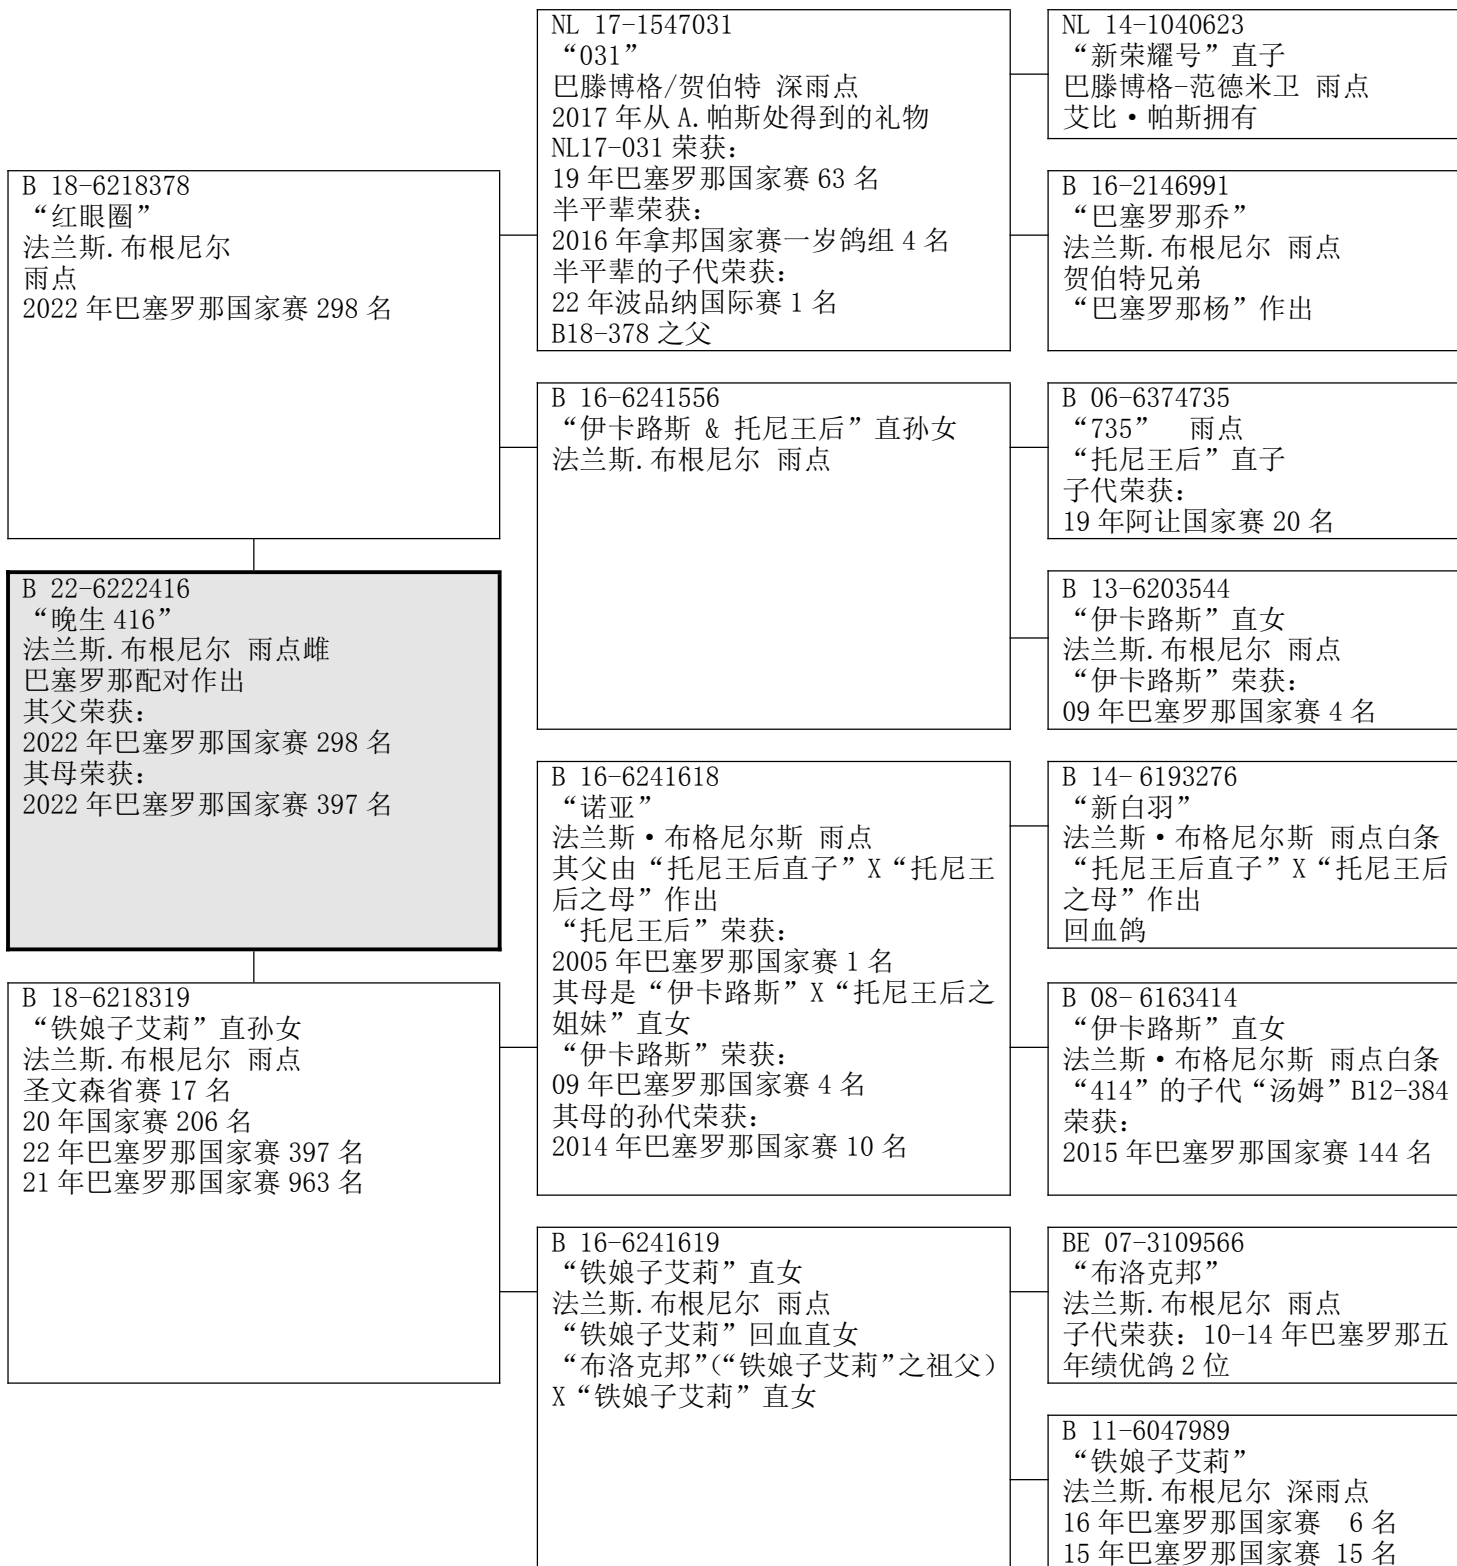 B 18-6218378
“红眼圈”
法兰斯.布根尼尔
雨点
2022年巴塞罗那国家赛 298 名
B 22-6222416
“晚生 416”
法兰斯.布根尼尔 雨点雌
巴塞罗那配对作出
其父荣获：
2022年巴塞罗那国家赛 298 名
其母荣获：
2022年巴塞罗那国家赛 397 名
B 18-6218319
“铁娘子艾莉”直孙女
法兰斯.布根尼尔 雨点
圣文森省赛 17 名
20 年国家赛 206 名
22 年巴塞罗那国家赛 397 名
21 年巴塞罗那国家赛 963 名
NL 17-1547031
“031”
巴滕博格/贺伯特 深雨点
2017 年从 A.帕斯处得到的礼物
NL17-031 荣获：
19 年巴塞罗那国家赛 63 名
半平辈荣获：
2016 年拿邦国家赛一岁鸽组 4 名
半平辈的子代荣获：
22 年波品纳国际赛 1 名
B18-378 之父
B 16-6241556
“伊卡路斯 & 托尼王后”直孙女
法兰斯.布根尼尔 雨点
B 16-6241618
“诺亚”
法兰斯·布格尼尔斯 雨点
其父由“托尼王后直子”X“托尼王
后之母”作出
“托尼王后”荣获：
2005 年巴塞罗那国家赛 1 名
其母是“伊卡路斯”X“托尼王后之
姐妹”直女
“伊卡路斯”荣获：
09 年巴塞罗那国家赛 4 名
其母的孙代荣获：
2014 年巴塞罗那国家赛 10 名
B 16-6241619
“铁娘子艾莉”直女
法兰斯.布根尼尔 雨点
“铁娘子艾莉”回血直女
“布洛克邦”(“铁娘子艾莉”之祖父)
X“铁娘子艾莉”直女
NL 14-1040623
“新荣耀号”直子
巴滕博格-范德米卫 雨点
艾比·帕斯拥有
B 16-2146991
“巴塞罗那乔”
法兰斯.布根尼尔 雨点
贺伯特兄弟
“巴塞罗那杨”作出
B 06-6374735
“735” 雨点
“托尼王后”直子
子代荣获：
19 年阿让国家赛 20 名
B 13-6203544
“伊卡路斯”直女
法兰斯.布根尼尔 雨点
“伊卡路斯”荣获：
09 年巴塞罗那国家赛 4 名
B 14- 6193276
“新白羽”
法兰斯·布格尼尔斯 雨点白条
“托尼王后直子”X“托尼王后
之母”作出
回血鸽
B 08- 6163414
“伊卡路斯”直女
法兰斯·布格尼尔斯 雨点白条
“414”的子代“汤姆”B12-384
荣获：
2015 年巴塞罗那国家赛 144 名
BE 07-3109566
“布洛克邦”
法兰斯.布根尼尔 雨点
子代荣获：10-14 年巴塞罗那五
年绩优鸽 2 位
B 11-6047989
“铁娘子艾莉”
法兰斯.布根尼尔 深雨点
16 年巴塞罗那国家赛 6 名
15 年巴塞罗那国家赛 15 名